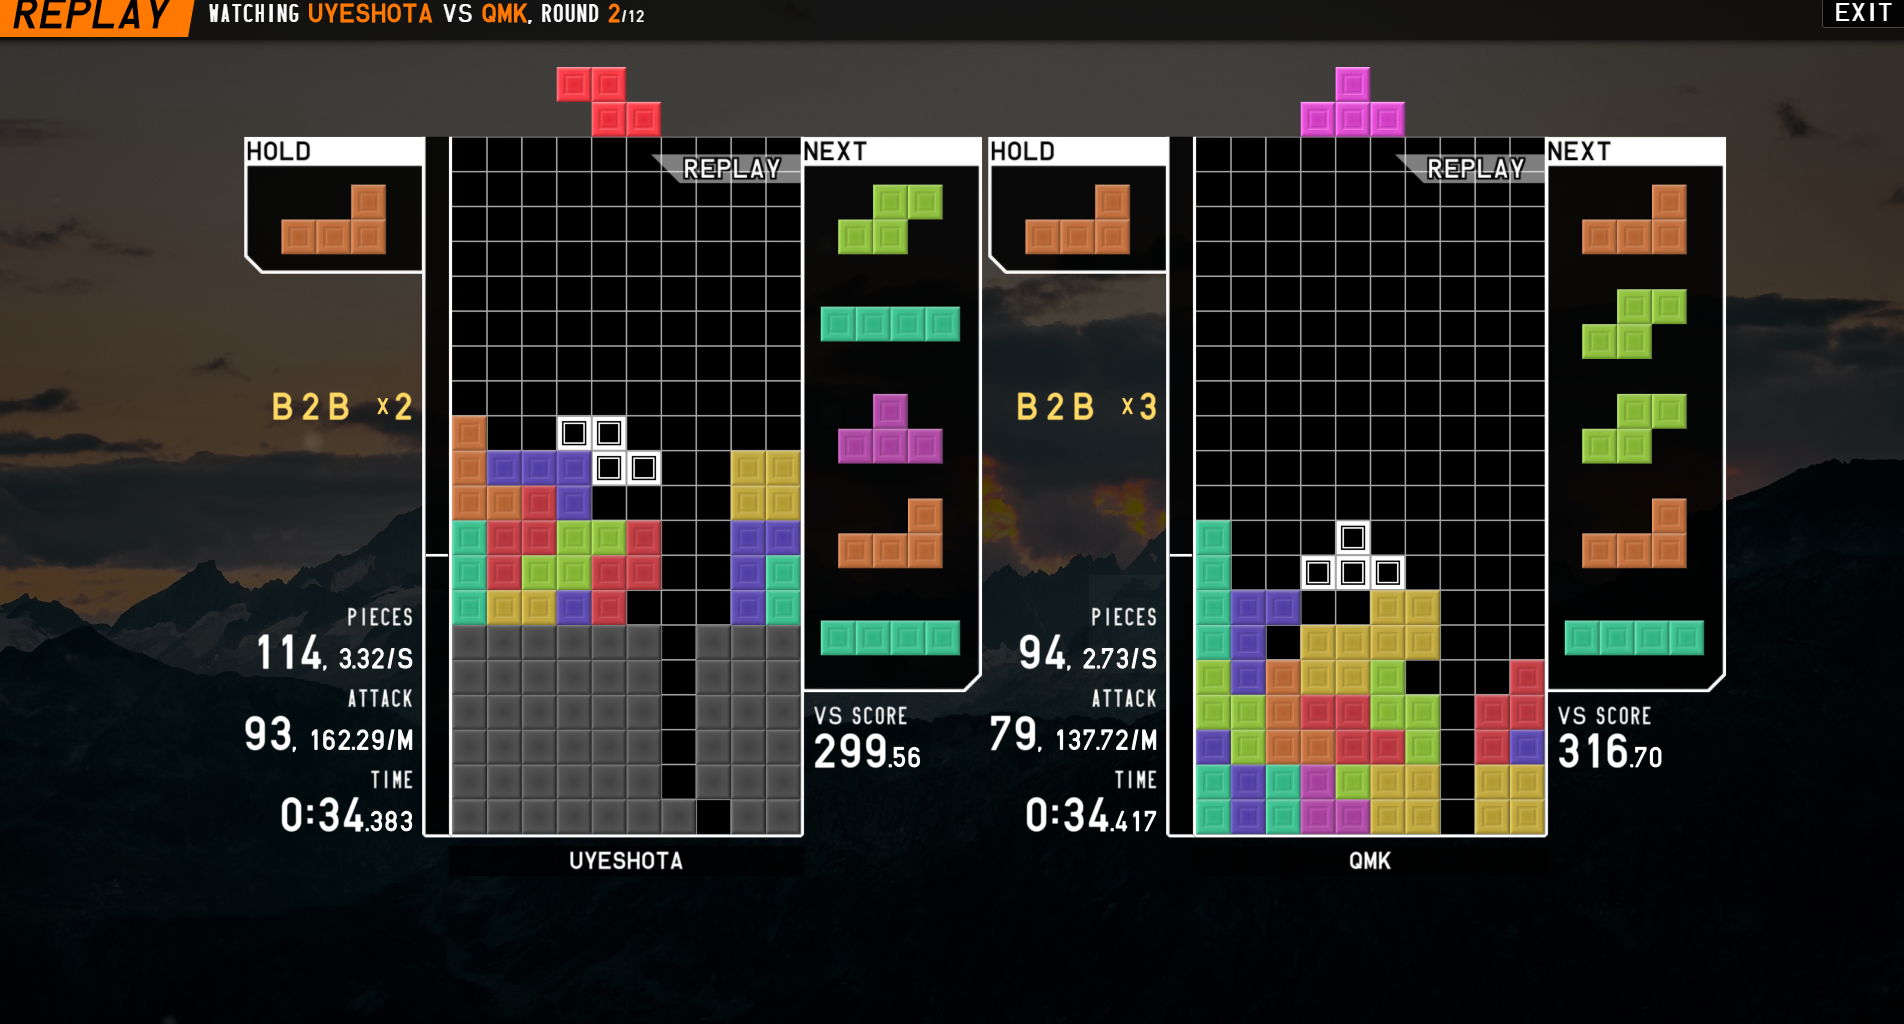 REPLAY
WATCHING UYESHOTA VS QMK, ROUND 2/12
EXIT
HOLD
REPLAY
NEXT
B2B x2
PIECES
114, 3.32/S
ATTACK
93, 162.29/M
TIME
0:34.383
VS SCORE
299.56
UYESHOTA
HOLD
REPLAY
NEXT
B2B x3
PIECES
94, 2.73/S
ATTACK
79, 137.72/M
TIME
0:34.417
VS SCORE
316.70
QMK